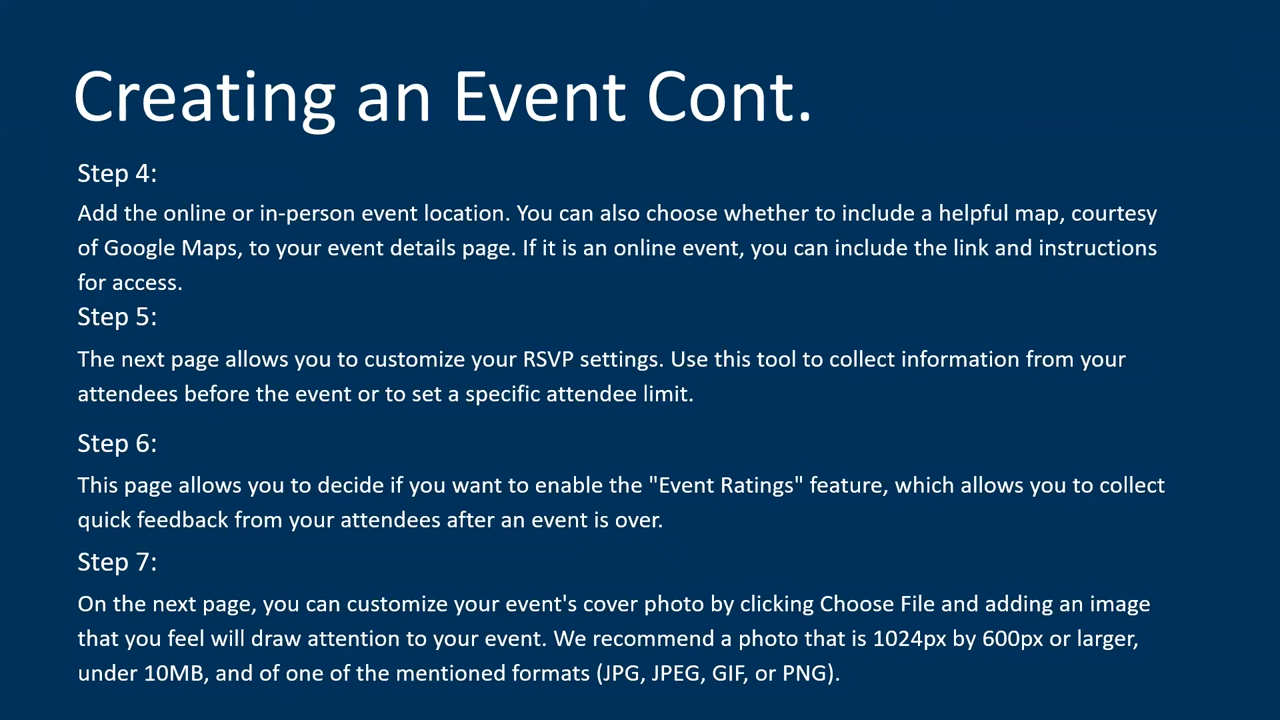 Creating an Event Cont.
Step 4:
Add the online or in-person event location. You can also choose whether to include a helpful map, courtesy
of Google Maps, to your event details page. If it is an online event, you can include the link and instructions
for access.
Step 5:
The next page allows you to customize your RSVP settings. Use this tool to collect information from your
attendees before the event or to set a specific attendee limit.
Step 6:
This page allows you to decide if you want to enable the "Event Ratings" feature, which allows you to collect
quick feedback from your attendees after an event is over.
Step 7:
On the next page, you can customize your event's cover photo by clicking Choose File and adding an image
that you feel will draw attention to your event. We recommend a photo that is 1024px by 600px or larger,
under 10MB, and of one of the mentioned formats (JPG, JPEG, GIF, or PNG).